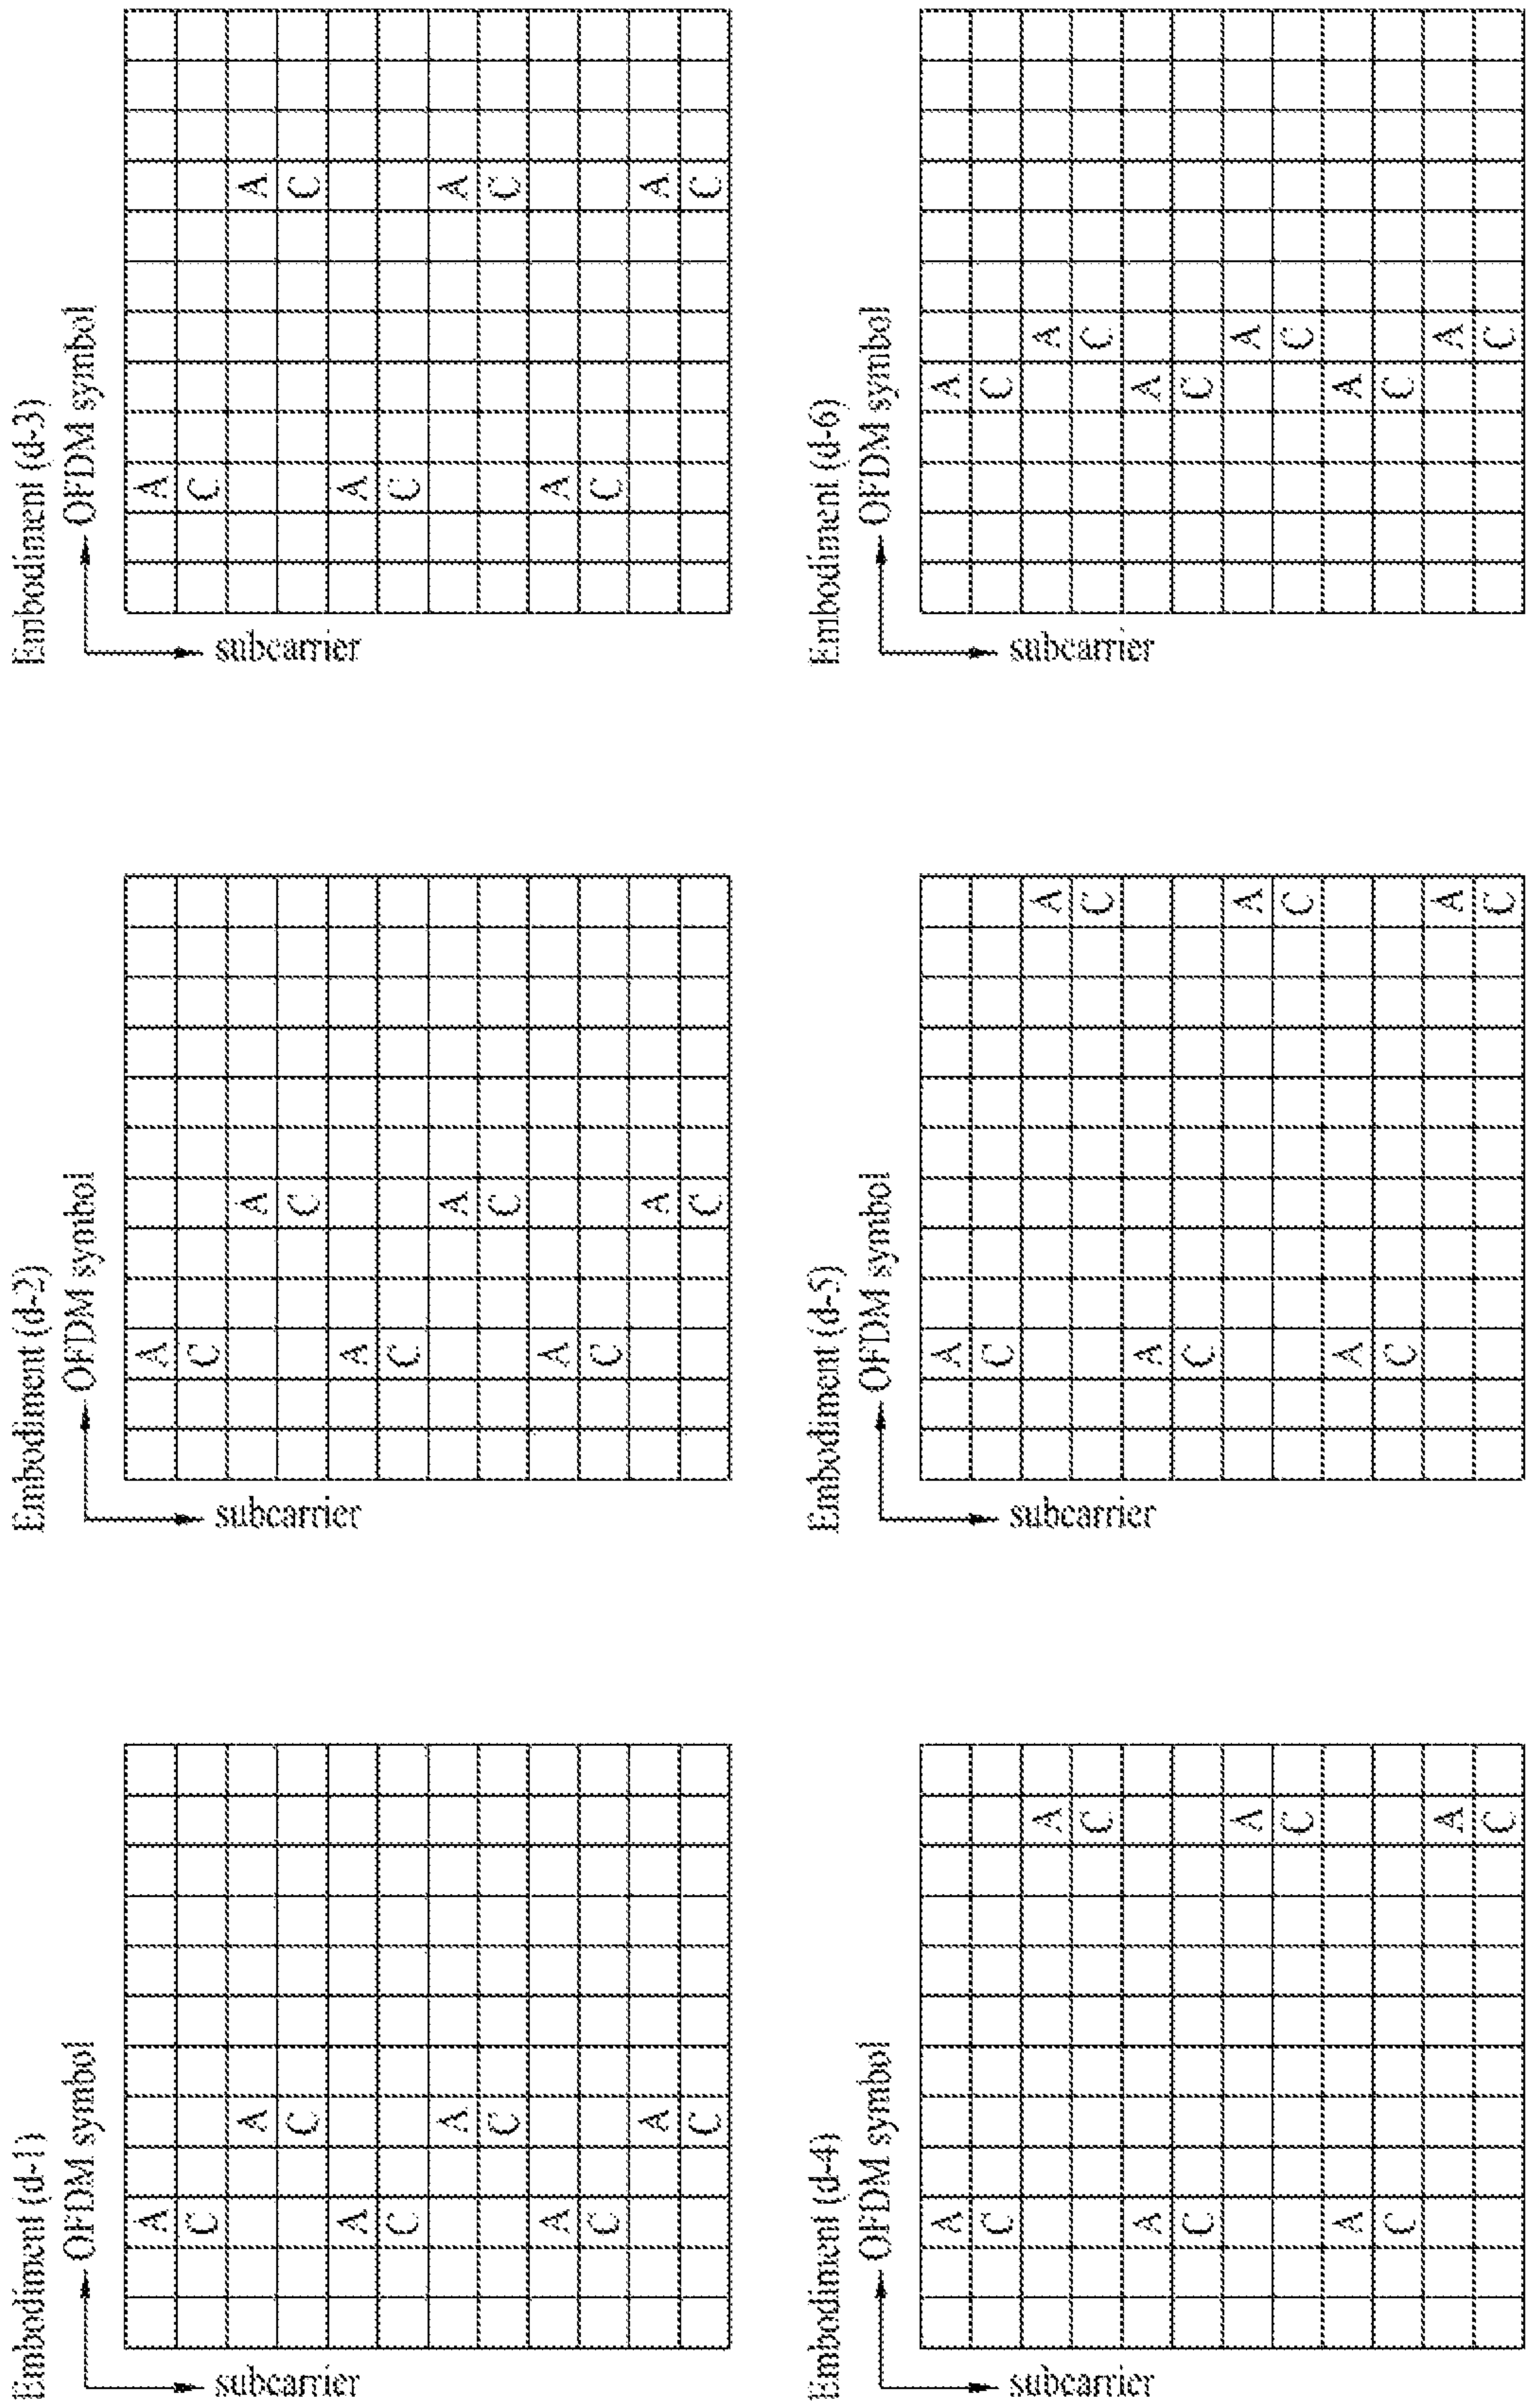 Embodiment (d-1)
OFDM symbol
subcarrier
A
C
A
C
A
C
A
C
A
C
A
C
Embodiment (d-2)
OFDM symbol
subcarrier
A
C
A
C
A
C
A
C
A
C
A
C
Embodiment (d-3)
OFDM symbol
subcarrier
A
C
A
C
A
C
A
C
A
C
A
C
Embodiment (d-4)
OFDM symbol
subcarrier
A
C
A
C
A
C
A
C
A
C
A
C
Embodiment (d-5)
OFDM symbol
subcarrier
A
C
A
C
A
C
A
C
A
C
A
C
Embodiment (d-6)
OFDM symbol
subcarrier
A
C
A
C
A
C
A
C
A
C
A
C